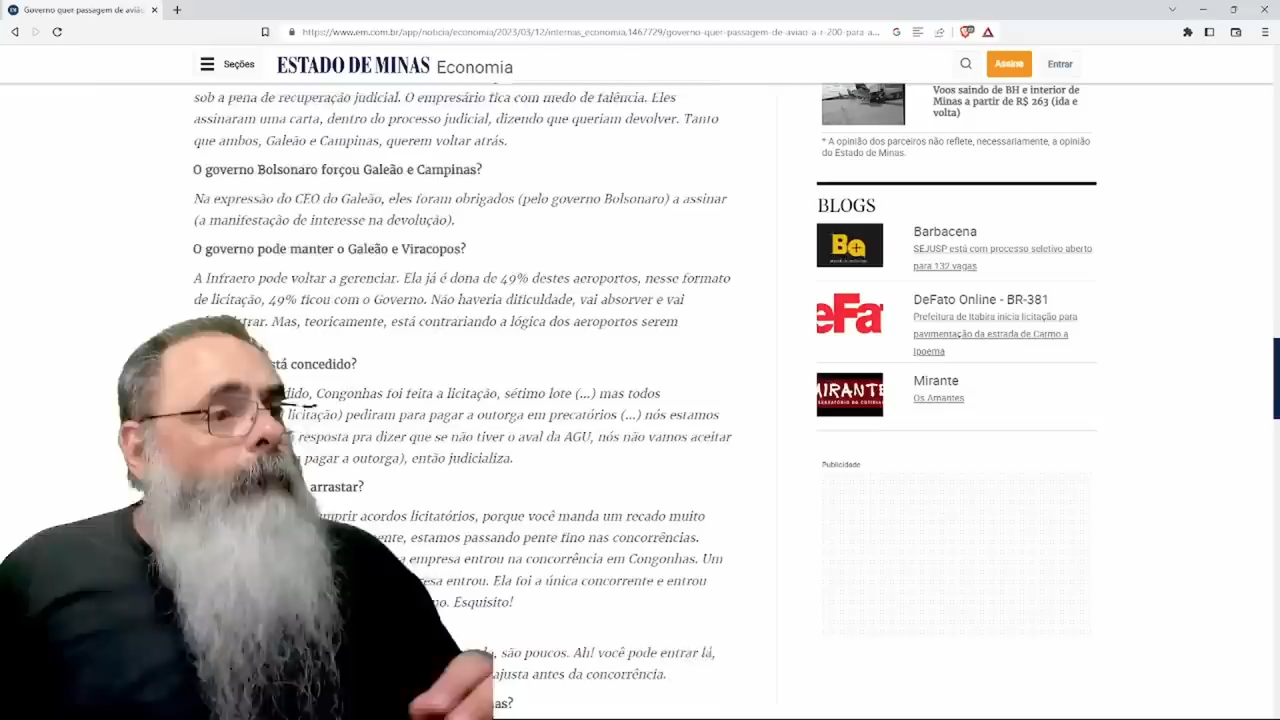 Governo quer passagem de aviã
https://www.em.com.br/app/noticia/economia/2023/03/12/internas_economia,1467729/governo-quer-passagem-de-aviao-a-r-200-para-a...
Seções
ESTADO DE MINAS Economia
Assine
Entrar
sob a pena de recuperação judicial. O empresário fica com medo de falência. Eles
assinaram uma carta, dentro do processo judicial, dizendo que queriam devolver. Tanto
que ambos, Galeão e Campinas, querem voltar atrás.
O governo Bolsonaro forçou Galeão e Campinas?
Na expressão do CEO do Galeão, eles foram obrigados (pelo governo Bolsonaro) a assinar
(a manifestação de interesse na devolução).
O governo pode manter o Galeão e Viracopos?
A Infraero pode voltar a gerenciar. Ela já é dona de 49% destes aeroportos, nesse formato
de licitação, 49% ficou com o Governo. Não haveria dificuldade, vai absorver e vai
trar. Mas, teoricamente, está contrariando a lógica dos aeroportos serem
stá concedido?
dido, Congonhas foi feita a licitação, sétimo lote (...) mas todos
licitação) pediram pra pagar a outorga em precatórios (...) nós estamos
resposta pra dizer que se não tiver o aval da AGU, nós não vamos aceitar
pagar a outorga), então judicializa.
arrastar?
mprir acordos licitatórios, porque você manda um recado muito
ente, estamos passando pente fino nas concorrências.
a empresa entrou na concorrência em Congonhas. Um
esa entrou. Ela foi a única concorrente e entrou
no. Esquisito!
são poucos. Ah! você pode entrar lá,
ajusta antes da concorrência.
as?
Voos saindo de BH e interior de
Minas a partir de R$ 263 (ida e
volta)
* A opinião dos parceiros não reflete, necessariamente, a opinião
do Estado de Minas.
BLOGS
Ba
Barbacena
SEJUSP está com processo seletivo aberto
para 132 vagas
eFa
DeFato Online - BR-381
Prefeitura de Itabira inicia licitação para
pavimentação da estrada de Carmo a
Ipoema
MIRANTE
Mirante
Os Amantes
Publicidade